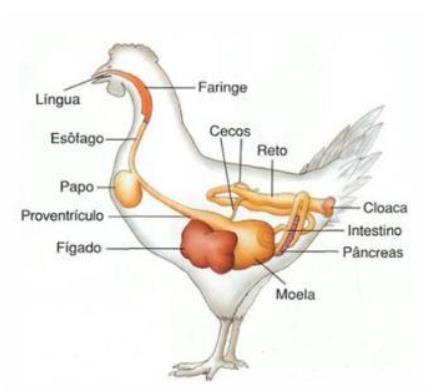 Língua
Faringe
Esôfago
Cecos
Reto
Papo
Proventrículo
Cloaca
Intestino
Fígado
Pâncreas
Moela